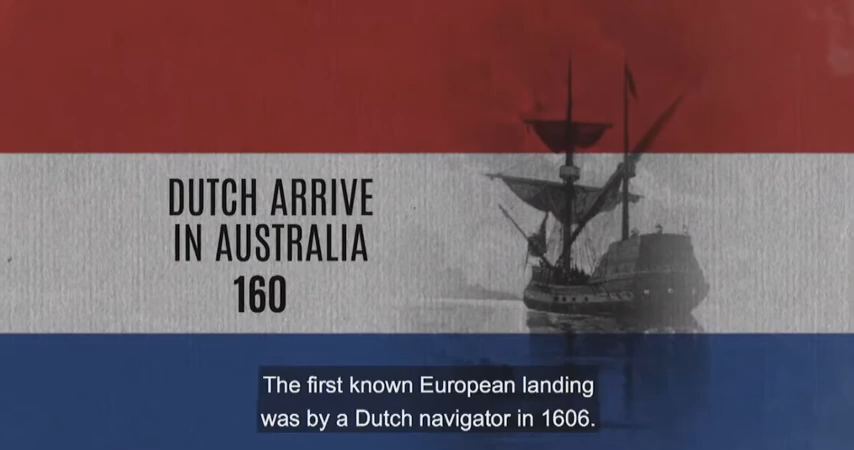 DUTCH ARRIVE
IN AUSTRALIA
160
The first known European landing
was by a Dutch navigator in 1606.